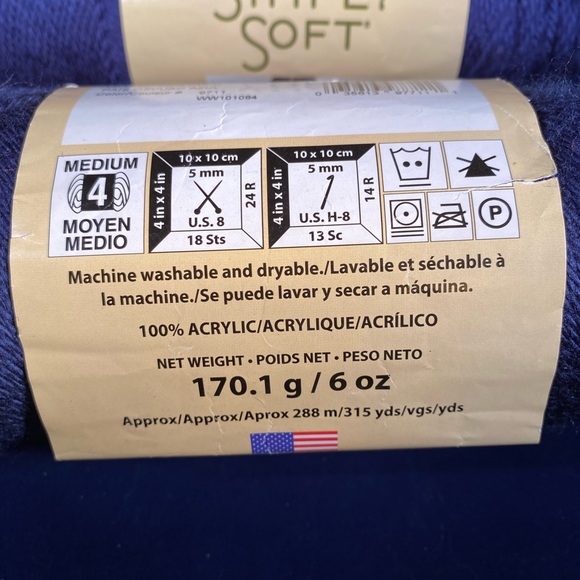 SIMPLY
SOFT
9711
WW101084
MEDIUM
4
MOYEN
MEDIO
10 x 10 cm
4 in x 4 in
5 mm
U.S. 8
24 R
18 Sts
10 x 10 cm
4 in x 4 in
5 mm
U.S. H-8
14 R
13 Sc
P
Machine washable and dryable./Lavable et séchable à
la machine./Se puede lavar y secar a máquina.
100% ACRYLIC/ACRYLIQUE/ACRÍLICO
NET WEIGHT • POIDS NET • PESO NETO
170.1 g / 6 oz
Approx/Approx/Aprox 288 m/315 yds/vgs/yds